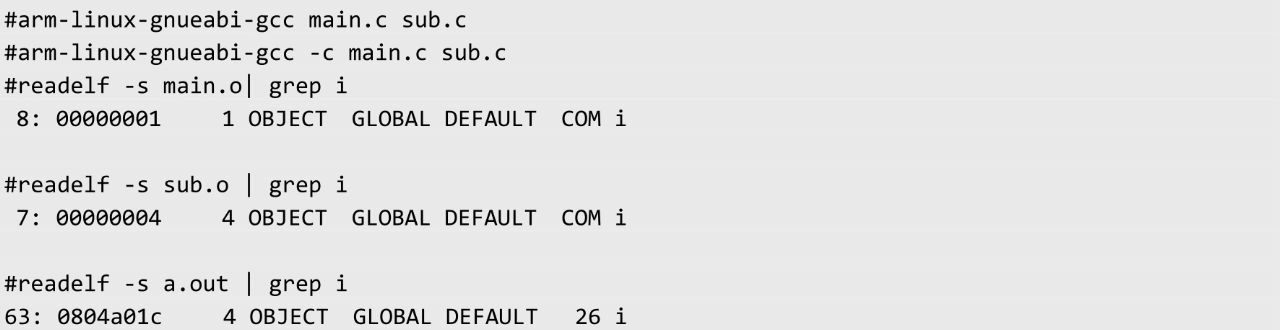 #arm-linux-gnueabi-gcc main.c sub.c
#arm-linux-gnueabi-gcc -c main.c sub.c
#readelf -s main.o| grep i
8: 00000001 1 OBJECT GLOBAL DEFAULT COM i
#readelf -s sub.o | grep i
7: 00000004 4 OBJECT GLOBAL DEFAULT COM i
#readelf -s a.out | grep i
63: 0804a01c 4 OBJECT GLOBAL DEFAULT 26 i